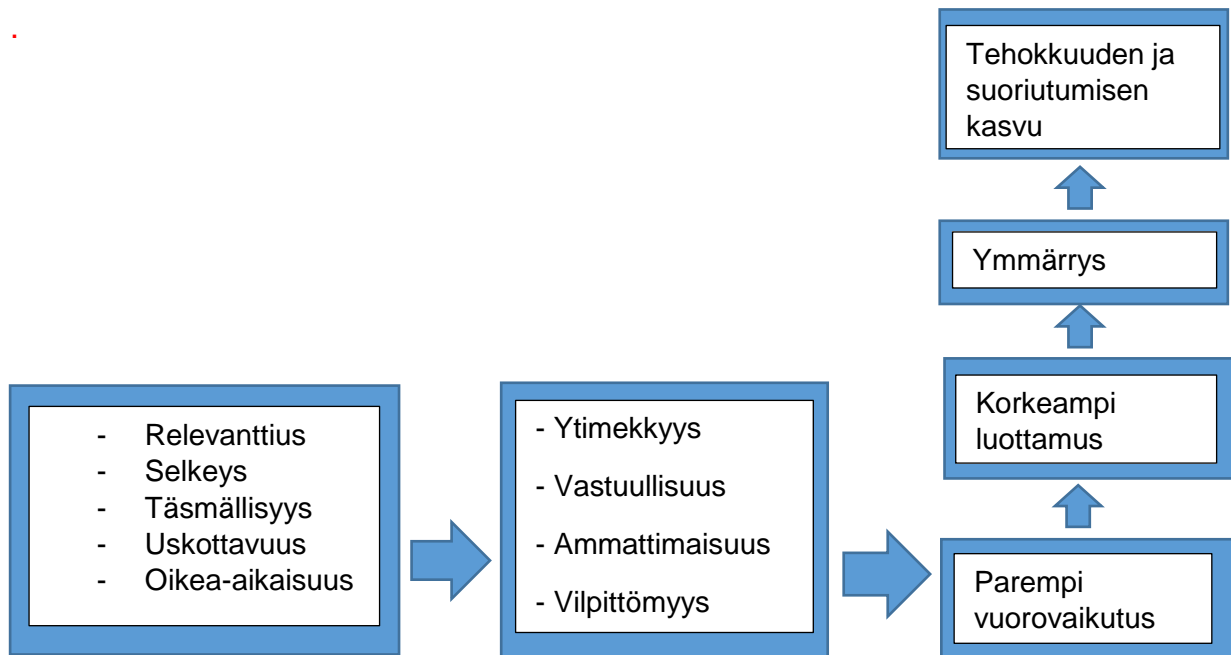 .
Tehokkuuden ja
suoriutumisen
kasvu
Ymmärrys
Korkeampi
luottamus
- Relevanttius
- Selkeys
- Täsmällisyys
- Uskottavuus
- Oikea-aikaisuus
- Ytimekkyys
- Vastuullisuus
- Ammattimaisuus
- Vilpittömyys
Parempi
vuorovaikutus